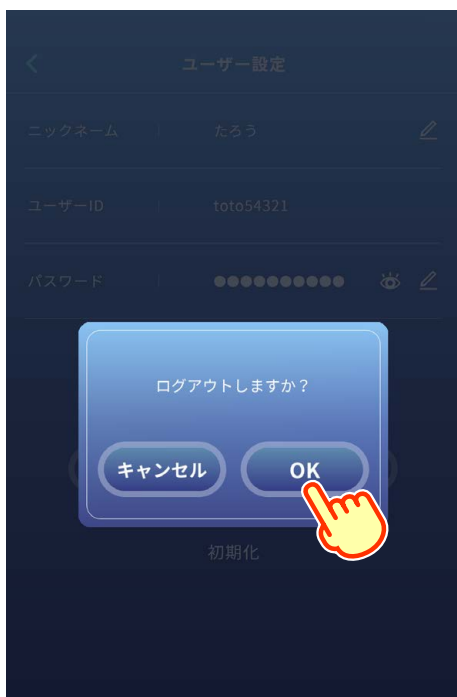 ユーザー設定
ニックネーム たろう
ユーザーID toto54321
パスワード ●●●●●●●●●●
ログアウトしますか?
キャンセル OK
初期化